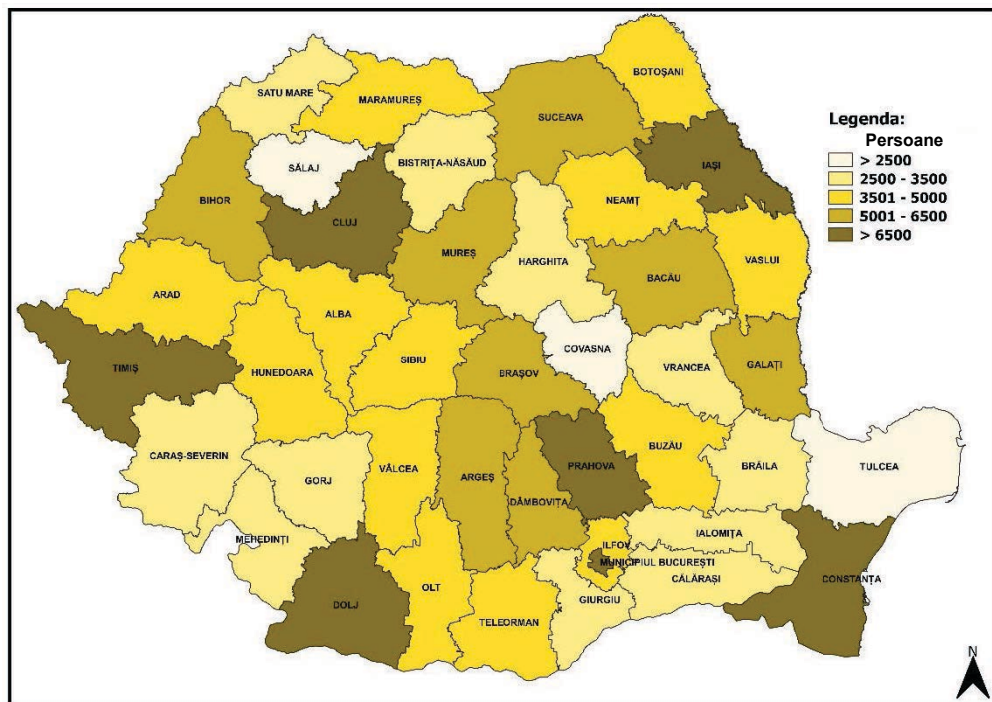 BOTOȘANI
SATU MARE
MARAMUREȘ
SUCEAVA
Legenda:
Persoane
> 2500
2500 - 3500
3501 - 5000
5001 - 6500
> 6500
IAȘI
BISTRIȚA-NĂSĂUD
SĂLAJ
BIHOR
NEAMȚ
CLUJ
MUREȘ
HARGHITA
VASLUI
BACĂU
ARAD
ALBA
COVASNA
SIBIU
TIMIȘ
HUNEDOARA
BRAȘOV
VRANCEA
GALAȚI
CARAȘ-SEVERIN
VÂLCEA
PRAHOVA
BUZĂU
BRĂILA
TULCEA
GORJ
ARGEȘ
DÂMBOVIȚA
IALOMIȚA
MEHEDINȚI
ILFOV
MUNICIPIUL BUCUREȘTI
CĂLĂRAȘI
CONSTANȚA
OLT
DOLJ
GIURGIU
TELEORMAN
N